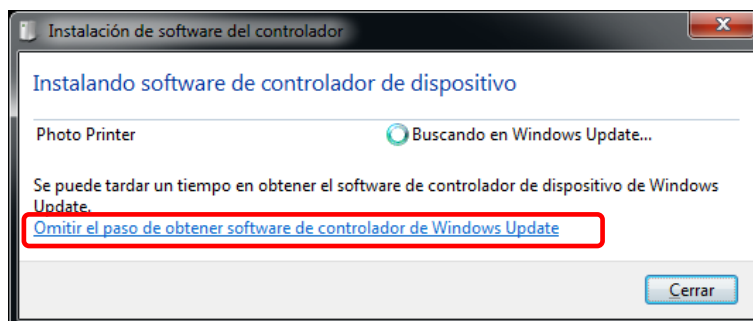 Instalación de software del controlador
Instalando software de controlador de dispositivo
Photo Printer
Buscando en Windows Update...
Se puede tardar un tiempo en obtener el software de controlador de dispositivo de Windows
Update.
Omitir el paso de obtener software de controlador de Windows Update
Cerrar